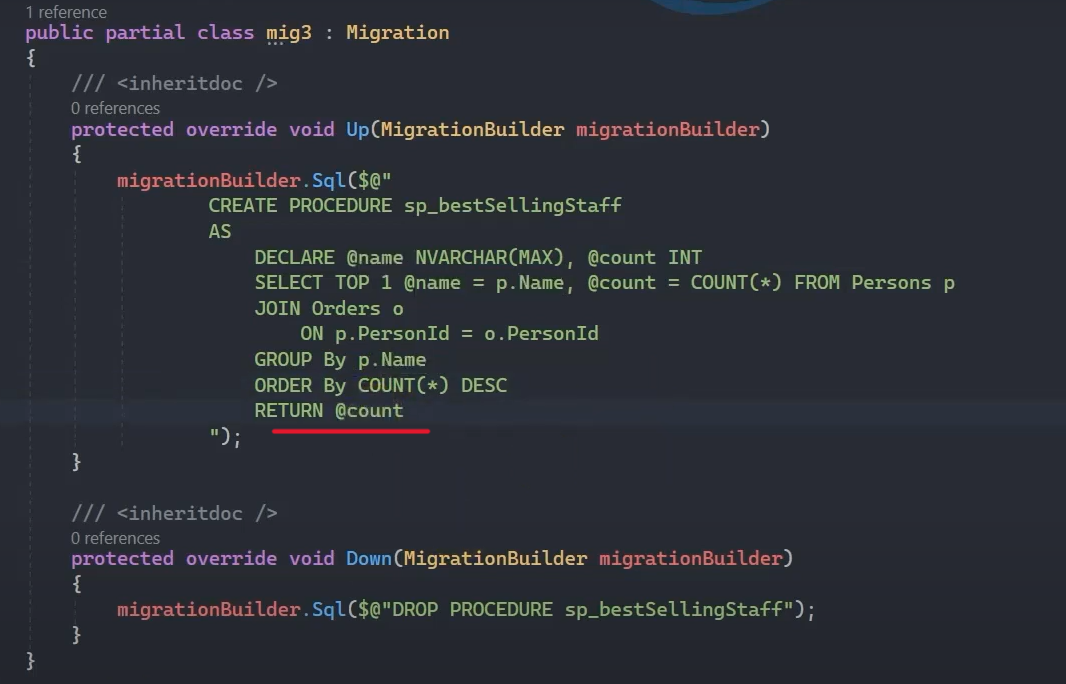 1 reference
public partial class mig3 : Migration
{
/// <inheritdoc />
0 references
protected override void Up(MigrationBuilder migrationBuilder)
{
migrationBuilder.Sql($@"
CREATE PROCEDURE sp_bestSellingStaff
AS
DECLARE @name NVARCHAR(MAX), @count INT
SELECT TOP 1 @name = p.Name, @count = COUNT(*) FROM Persons p
JOIN Orders o
ON p.PersonId = o.PersonId
GROUP By p.Name
ORDER By COUNT(*) DESC
RETURN @count
");
}
/// <inheritdoc />
0 references
protected override void Down(MigrationBuilder migrationBuilder)
{
migrationBuilder.Sql($@"DROP PROCEDURE sp_bestSellingStaff");
}
}